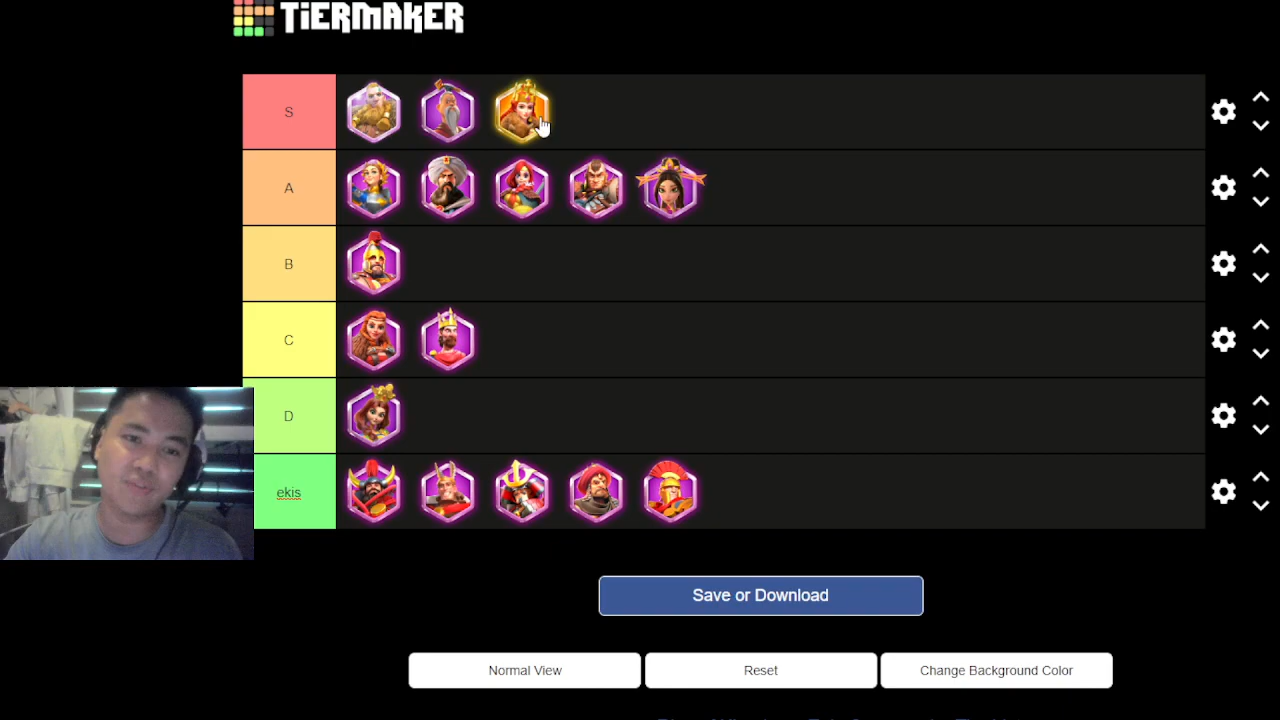 TiERMAKER
S
A
B
C
D
ekis
Save or Download
Normal View
Reset
Change Background Color